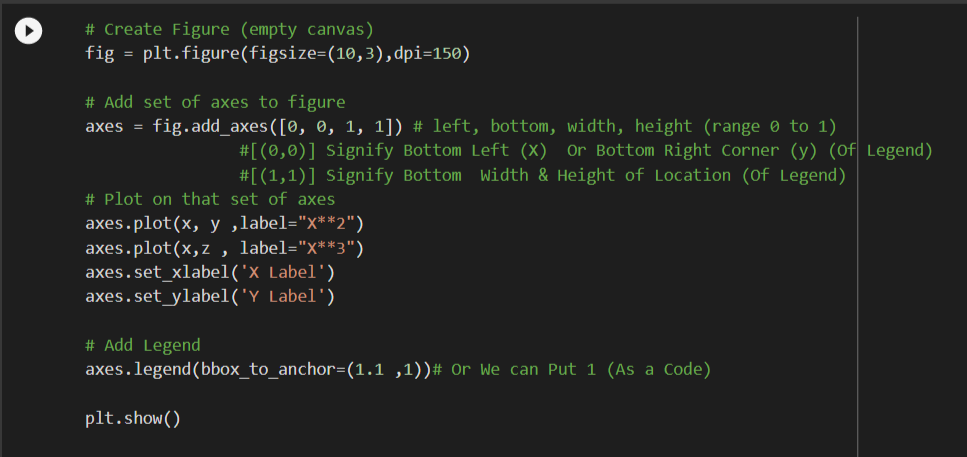 # Create Figure (empty canvas)
fig = plt.figure(figsize=(10,3),dpi=150)
# Add set of axes to figure
axes = fig.add_axes([0, 0, 1, 1]) # left, bottom, width, height (range 0 to 1)
#[(0,0)] Signify Bottom Left (X)  Or Bottom Right Corner (y) (Of Legend)
#[(1,1)] Signify Bottom  Width & Height of Location (Of Legend)
# Plot on that set of axes
axes.plot(x, y ,label="X**2")
axes.plot(x,z , label="X**3")
axes.set_xlabel('X Label')
axes.set_ylabel('Y Label')
# Add Legend
axes.legend(bbox_to_anchor=(1.1 ,1))# Or We can Put 1 (As a Code)
plt.show()